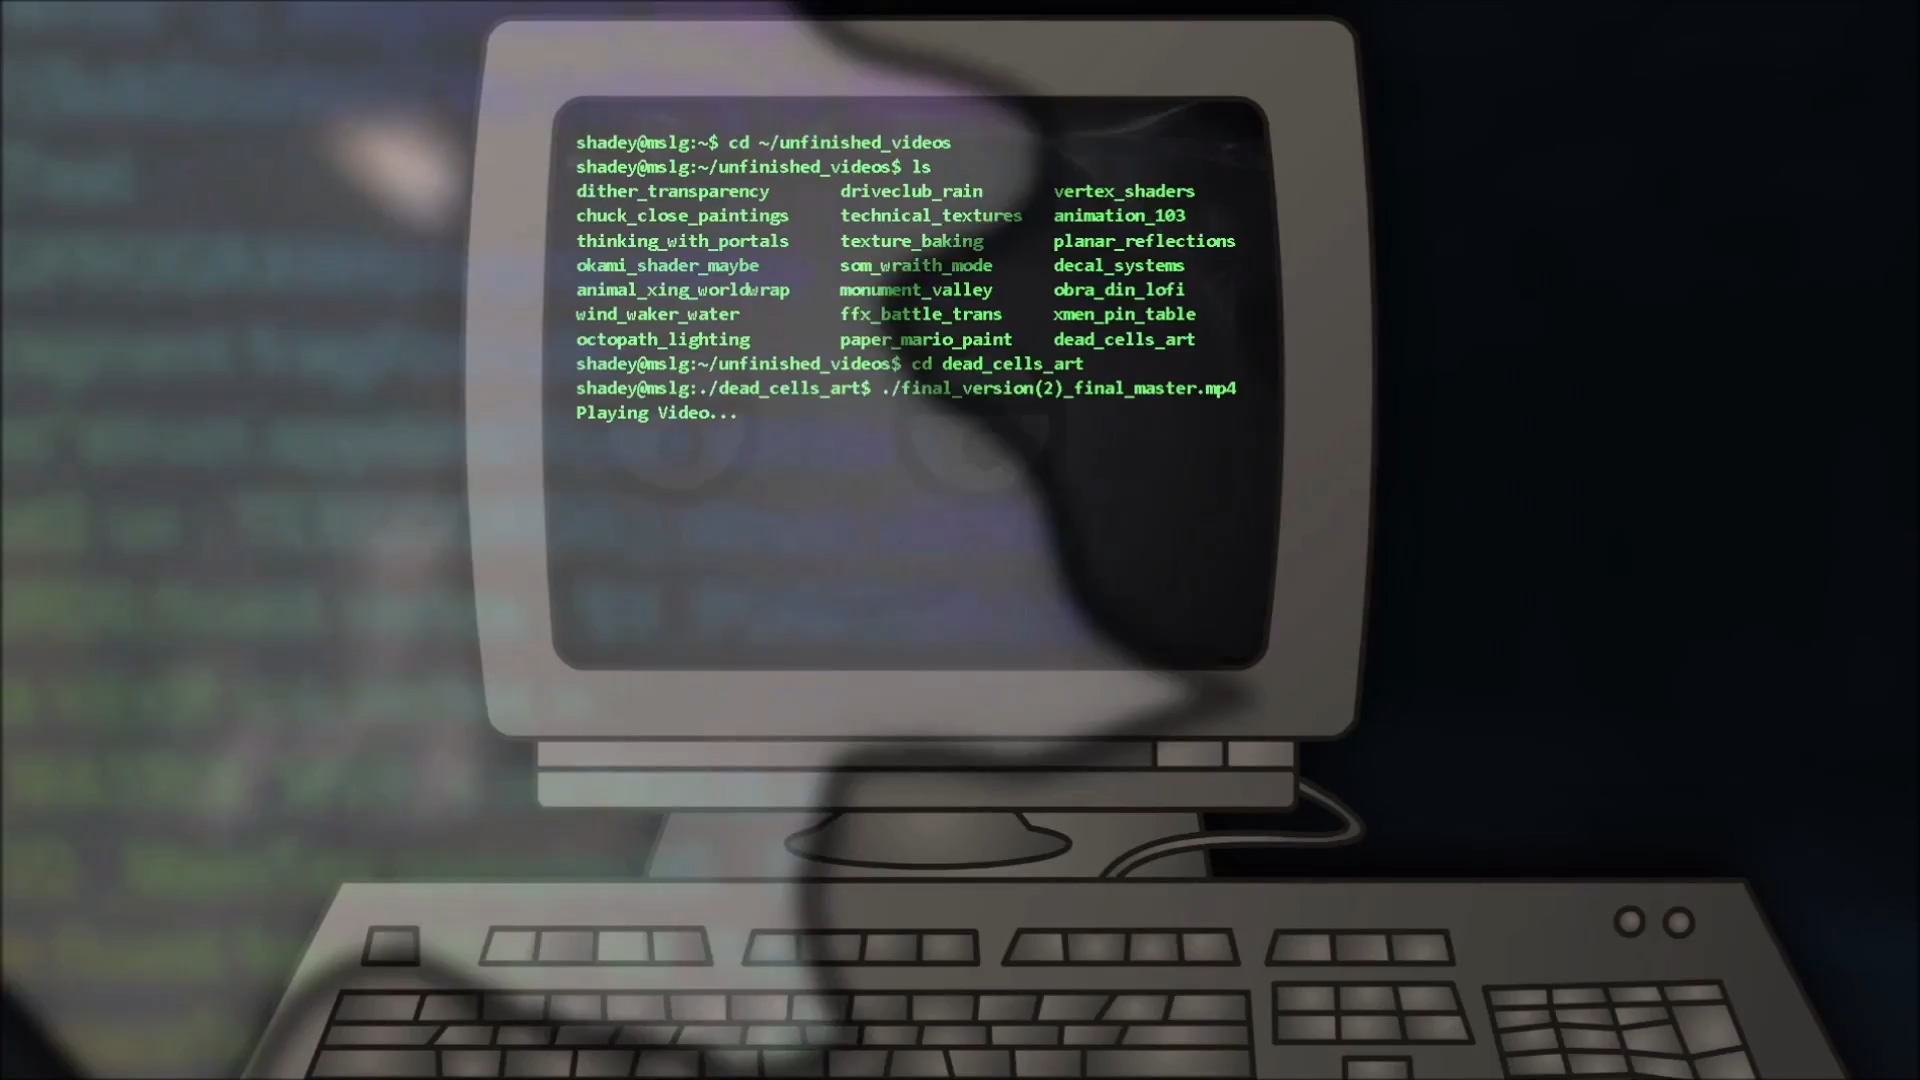 shadey@mslg:~$ cd ~/unfinished_videos
shadey@mslg:~/unfinished_videos$ ls
dither_transparency driveclub_rain vertex_shaders
chuck_close_paintings technical_textures animation_103
thinking_with_portals texture_baking planar_reflections
okami_shader_maybe som_wraith_mode decal_systems
animal_xing_worldwrap monument_valley obra_din_lofi
wind_waker_water ffx_battle_trans xmen_pin_table
octopath_lighting paper_mario_paint dead_cells_art
shadey@mslg:~/unfinished_videos$ cd dead_cells_art
shadey@mslg:./dead_cells_art$ ./final_version(2)_final_master.mp4
Playing Video...